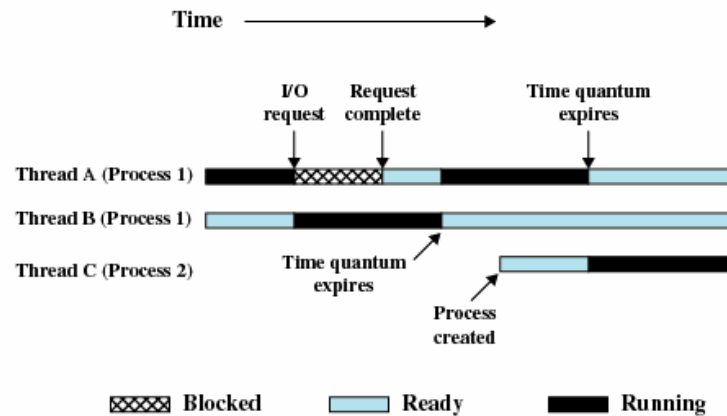 Time
I/O
request
Request
complete
Time quantum
expires
Thread A (Process 1)
Thread B (Process 1)
Thread C (Process 2)
Time quantum
expires
Process
created
Blocked
Ready
Running